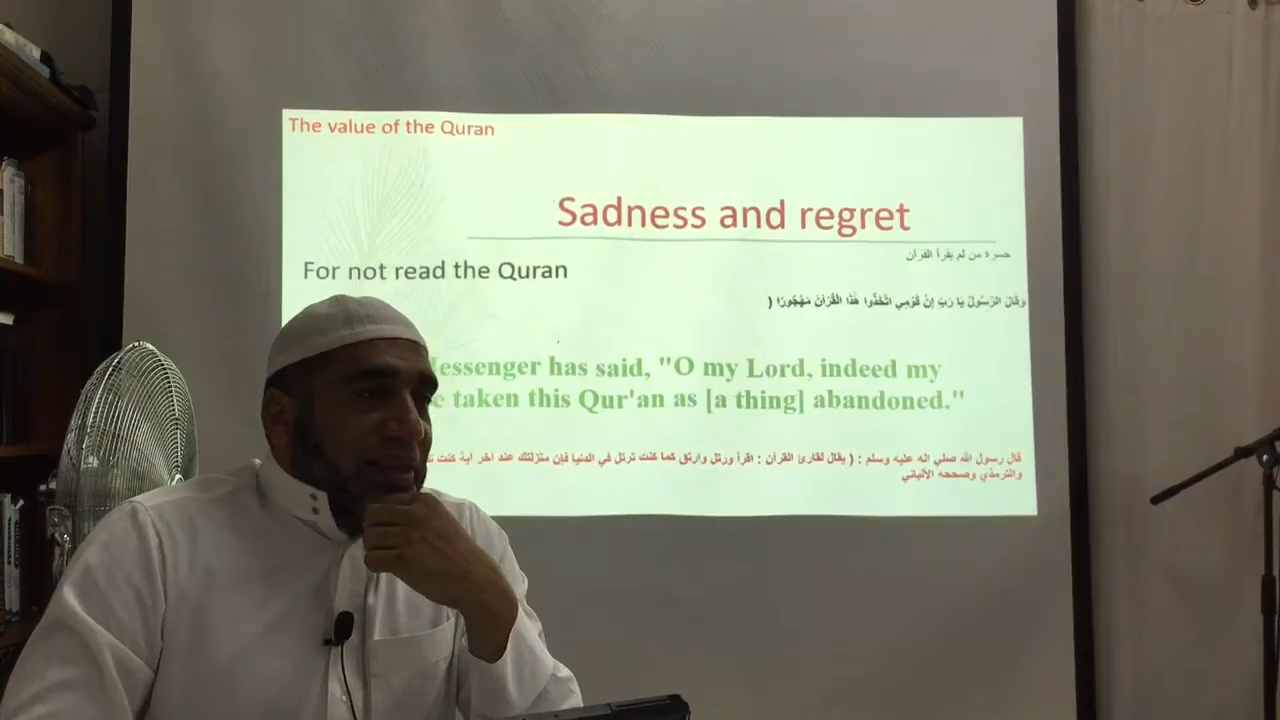 The value of the Quran
Sadness and regret
حسرة من لم يقرأ القرآن
For not read the Quran
وَقَالَ الرَّسُولُ يَا رَبِّ إِنَّ قَوْمِي اتَّخَذُوا هَٰذَا الْقُرْآنَ مَهْجُورًا (
has said, "O my Lord, indeed my
taken this Qur'an as [a thing] abandoned."
قال رسول الله صلي اله عليه وسلم : ( يقال لقارئ القرآن : اقرأ ورتل وارتق كما كنت ترتل في الدنيا فإن منزلتك عند آخر آية كنت
والترمذي وصححه الألباني